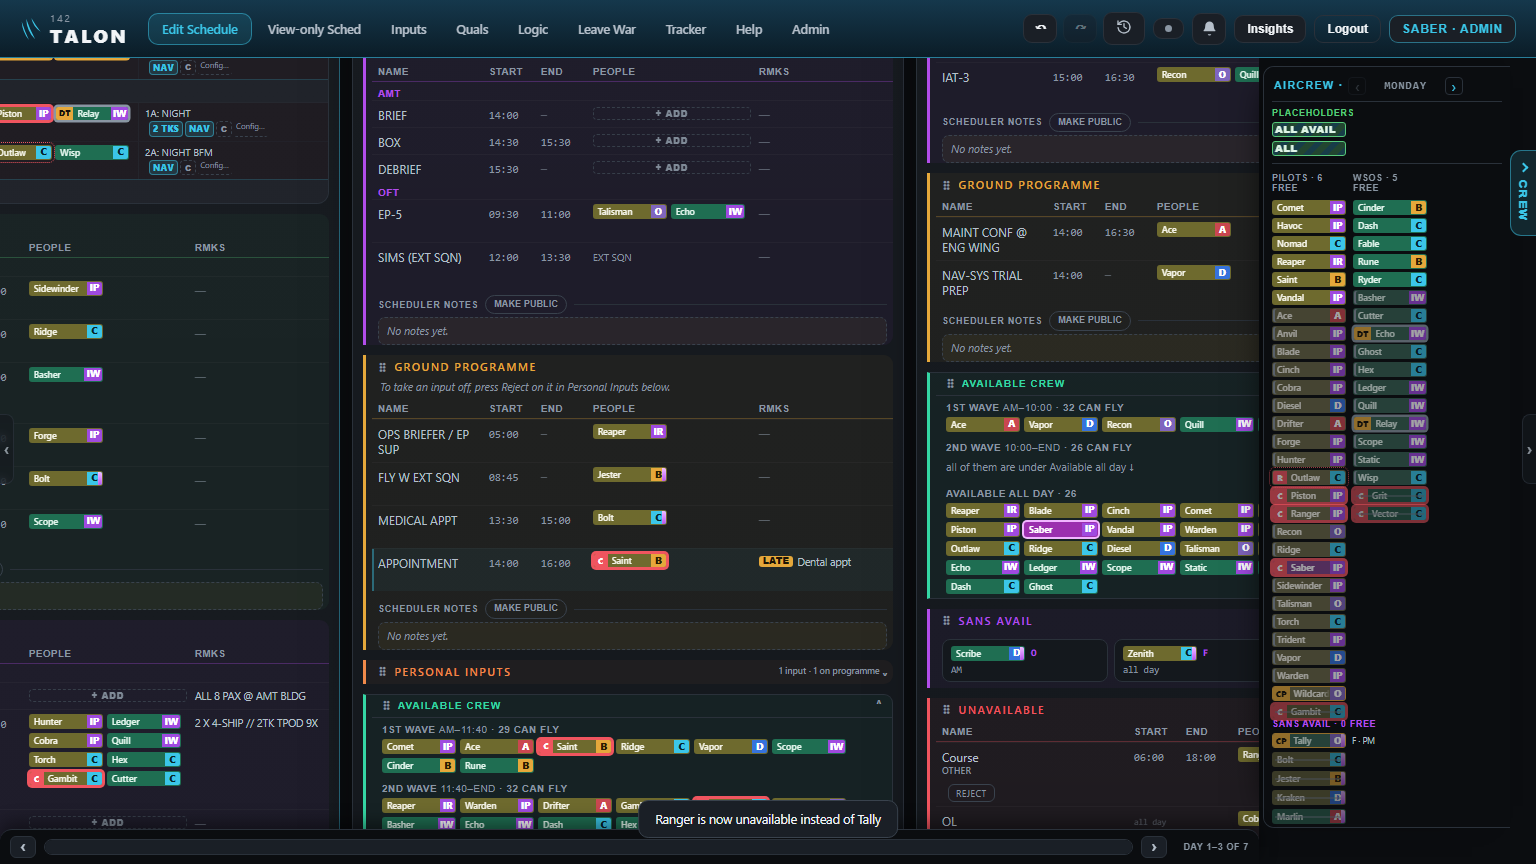 142
TALON
Edit Schedule
View-only Sched
Inputs
Quals
Logic
Leave War
Tracker
Help
Admin
Insights
Logout
SABER · ADMIN
NAV C Config...
Piston IP DT Relay IW
1A: NIGHT
2 TKS NAV C Config...
Outlaw C Wisp C
2A: NIGHT BFM
NAV C Config...
PEOPLE RMKS
Sidewinder IP —
Ridge C —
Basher IW —
Forge IP —
Bolt C —
Scope IW —
PEOPLE RMKS
+ ADD ALL 8 PAX @ AMT BLDG
Hunter IP Ledger IW 2 X 4-SHIP // 2TK TPOD 9X
Cobra IP Quill IW
Torch C Hex C
C Gambit C Cutter C
+ ADD —
NAME START END PEOPLE RMKS
AMT
BRIEF 14:00 — + ADD —
BOX 14:30 15:30 + ADD —
DEBRIEF 15:30 — + ADD —
OFT
EP-5 09:30 11:00 Talisman O Echo IW —
SIMS (EXT SQN) 12:00 13:30 EXT SQN —
SCHEDULER NOTES MAKE PUBLIC
No notes yet.
GROUND PROGRAMME
To take an input off, press Reject on it in Personal Inputs below.
NAME START END PEOPLE RMKS
OPS BRIEFER / EP SUP 05:00 — Reaper IR —
FLY W EXT SQN 08:45 — Jester B —
MEDICAL APPT 13:30 15:00 Bolt C —
APPOINTMENT 14:00 16:00 C Saint B LATE Dental appt
SCHEDULER NOTES MAKE PUBLIC
No notes yet.
PERSONAL INPUTS 1 input · 1 on programme
AVAILABLE CREW
1ST WAVE AM–11:40 · 29 CAN FLY
Comet IP Ace A C Saint B Ridge C Vapor D Scope IW
Cinder B Rune B
2ND WAVE 11:40–END · 32 CAN FLY
Reaper IR Warden IP Drifter A
Basher IW Echo IW Dash C Hex
Ranger is now unavailable instead of Tally
IAT-3 15:00 16:30 Recon O Quill
SCHEDULER NOTES MAKE PUBLIC
No notes yet.
GROUND PROGRAMME
NAME START END PEOPLE
MAINT CONF @ ENG WING 14:00 16:30 Ace A
NAV-SYS TRIAL PREP 14:00 — Vapor D
SCHEDULER NOTES MAKE PUBLIC
No notes yet.
AVAILABLE CREW
1ST WAVE AM–10:00 · 32 CAN FLY
Ace A Vapor D Recon O Quill IW
2ND WAVE 10:00–END · 26 CAN FLY
all of them are under Available all day ↓
AVAILABLE ALL DAY · 26
Reaper IR Blade IP Cinch IP Comet IP
Piston IP Saber IP Vandal IP Warden IP
Outlaw C Ridge C Diesel D Talisman O
Echo IW Ledger IW Scope IW Static IW
Dash C Ghost C
SANS AVAIL
Scribe D O Zenith C F
AM all day
UNAVAILABLE
NAME START END PEO
Course 06:00 18:00
OTHER
REJECT
OL all day
AIRCREW · ‹ MONDAY ›
PLACEHOLDERS
ALL AVAIL
ALL
PILOTS · 6 FREE WSOS · 5 FREE
Comet IP Cinder B
Havoc IP Dash C
Nomad C Fable C
Reaper IR Rune B
Saint B Ryder C
Vandal IP Basher IW
Ace A Cutter C
Anvil IP DT Echo IW
Blade IP Ghost C
Cinch IP Hex C
Cobra IP Ledger IW
Diesel D Quill IW
Drifter A DT Relay IW
Forge IP Scope IW
Hunter IP Static IW
R Outlaw C Wisp C
C Piston IP C Grit C
C Ranger IP C Vector C
Recon O
Ridge C
C Saber IP
Sidewinder IP
Talisman O
Torch C
Trident IP
Vapor D
Warden IP
CP Wildcard O
C Gambit C
SANS AVAIL · 0 FREE
CP Tally O F · PM
Bolt C
Jester B
Kraken D
Marlin A
CREW
DAY 1–3 OF 7